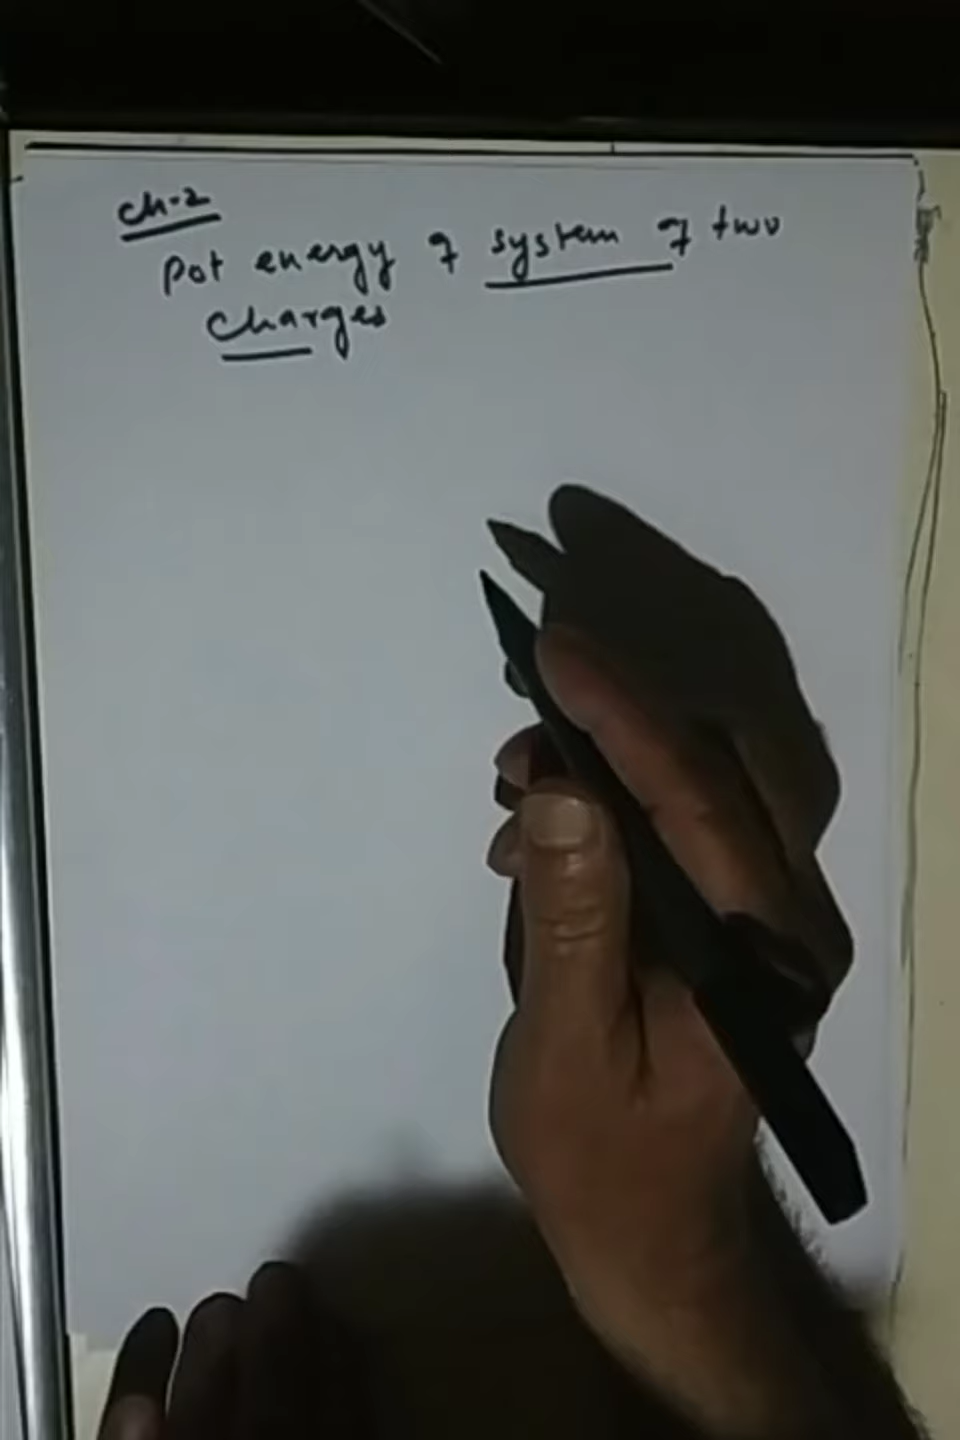 Ch-2
Pot energy of system of two
Charges